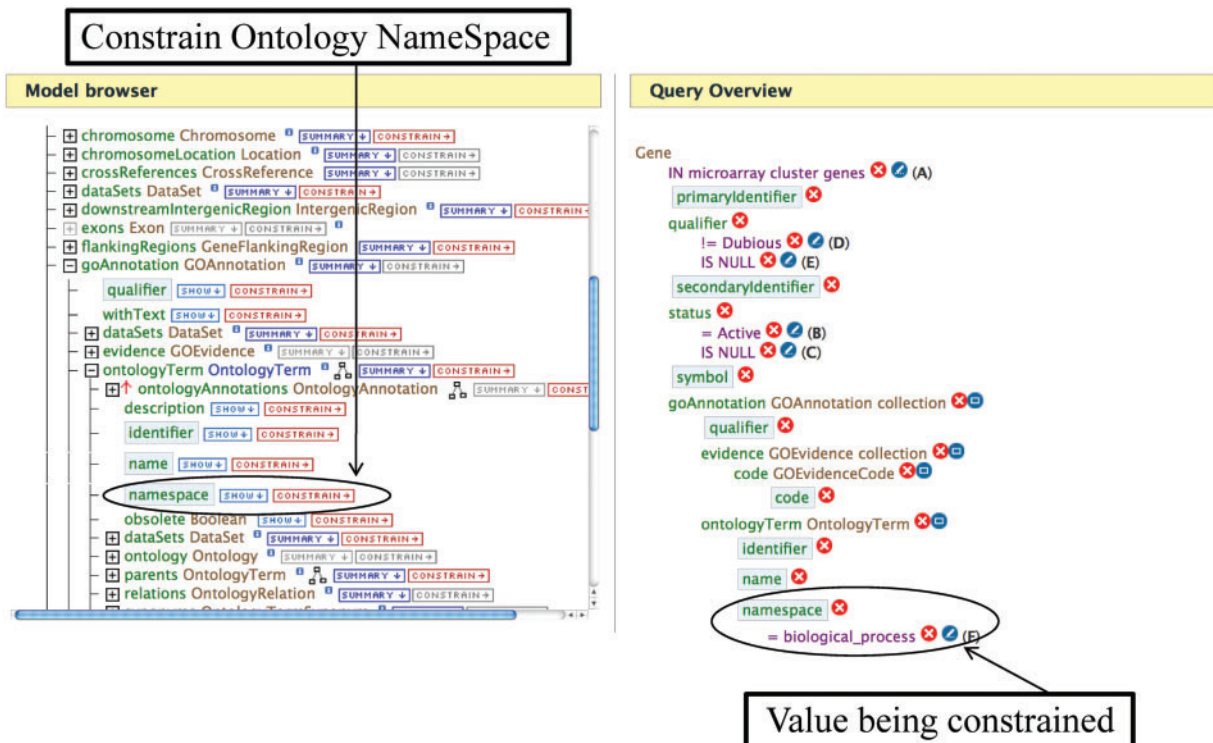 Constrain Ontology NameSpace
Model browser
chromosome Chromosome SUMMARY CONSTRAIN
chromosomeLocation Location SUMMARY CONSTRAIN
crossReferences CrossReference SUMMARY CONSTRAIN
dataSets DataSet SUMMARY CONSTRAIN
downstreamIntergenicRegion IntergenicRegion SUMMARY CONSTRAIN
exons Exon SUMMARY CONSTRAIN
flankingRegions GeneFlankingRegion SUMMARY CONSTRAIN
goAnnotation GOAnnotation SUMMARY CONSTRAIN
qualifier SHOW CONSTRAIN
withText SHOW CONSTRAIN
dataSets DataSet SUMMARY CONSTRAIN
evidence GOEvidence SUMMARY CONSTRAIN
ontologyTerm OntologyTerm SUMMARY CONSTRAIN
ontologyAnnotations OntologyAnnotation SUMMARY CONST
description SHOW CONSTRAIN
identifier SHOW CONSTRAIN
name SHOW CONSTRAIN
namespace SHOW CONSTRAIN
obsolete Boolean SHOW CONSTRAIN
dataSets DataSet SUMMARY CONSTRAIN
ontology Ontology SUMMARY CONSTRAIN
parents OntologyTerm SUMMARY CONSTRAIN
relations OntologyRelation SUMMARY CONSTRAIN
Query Overview
Gene
IN microarray cluster genes (A)
primaryIdentifier
qualifier
!= Dubious (D)
IS NULL (E)
secondaryIdentifier
status
= Active (B)
IS NULL (C)
symbol
goAnnotation GOAnnotation collection
qualifier
evidence GOEvidence collection
code GOEvidenceCode
code
ontologyTerm OntologyTerm
identifier
name
namespace
= biological_process (F)
Value being constrained